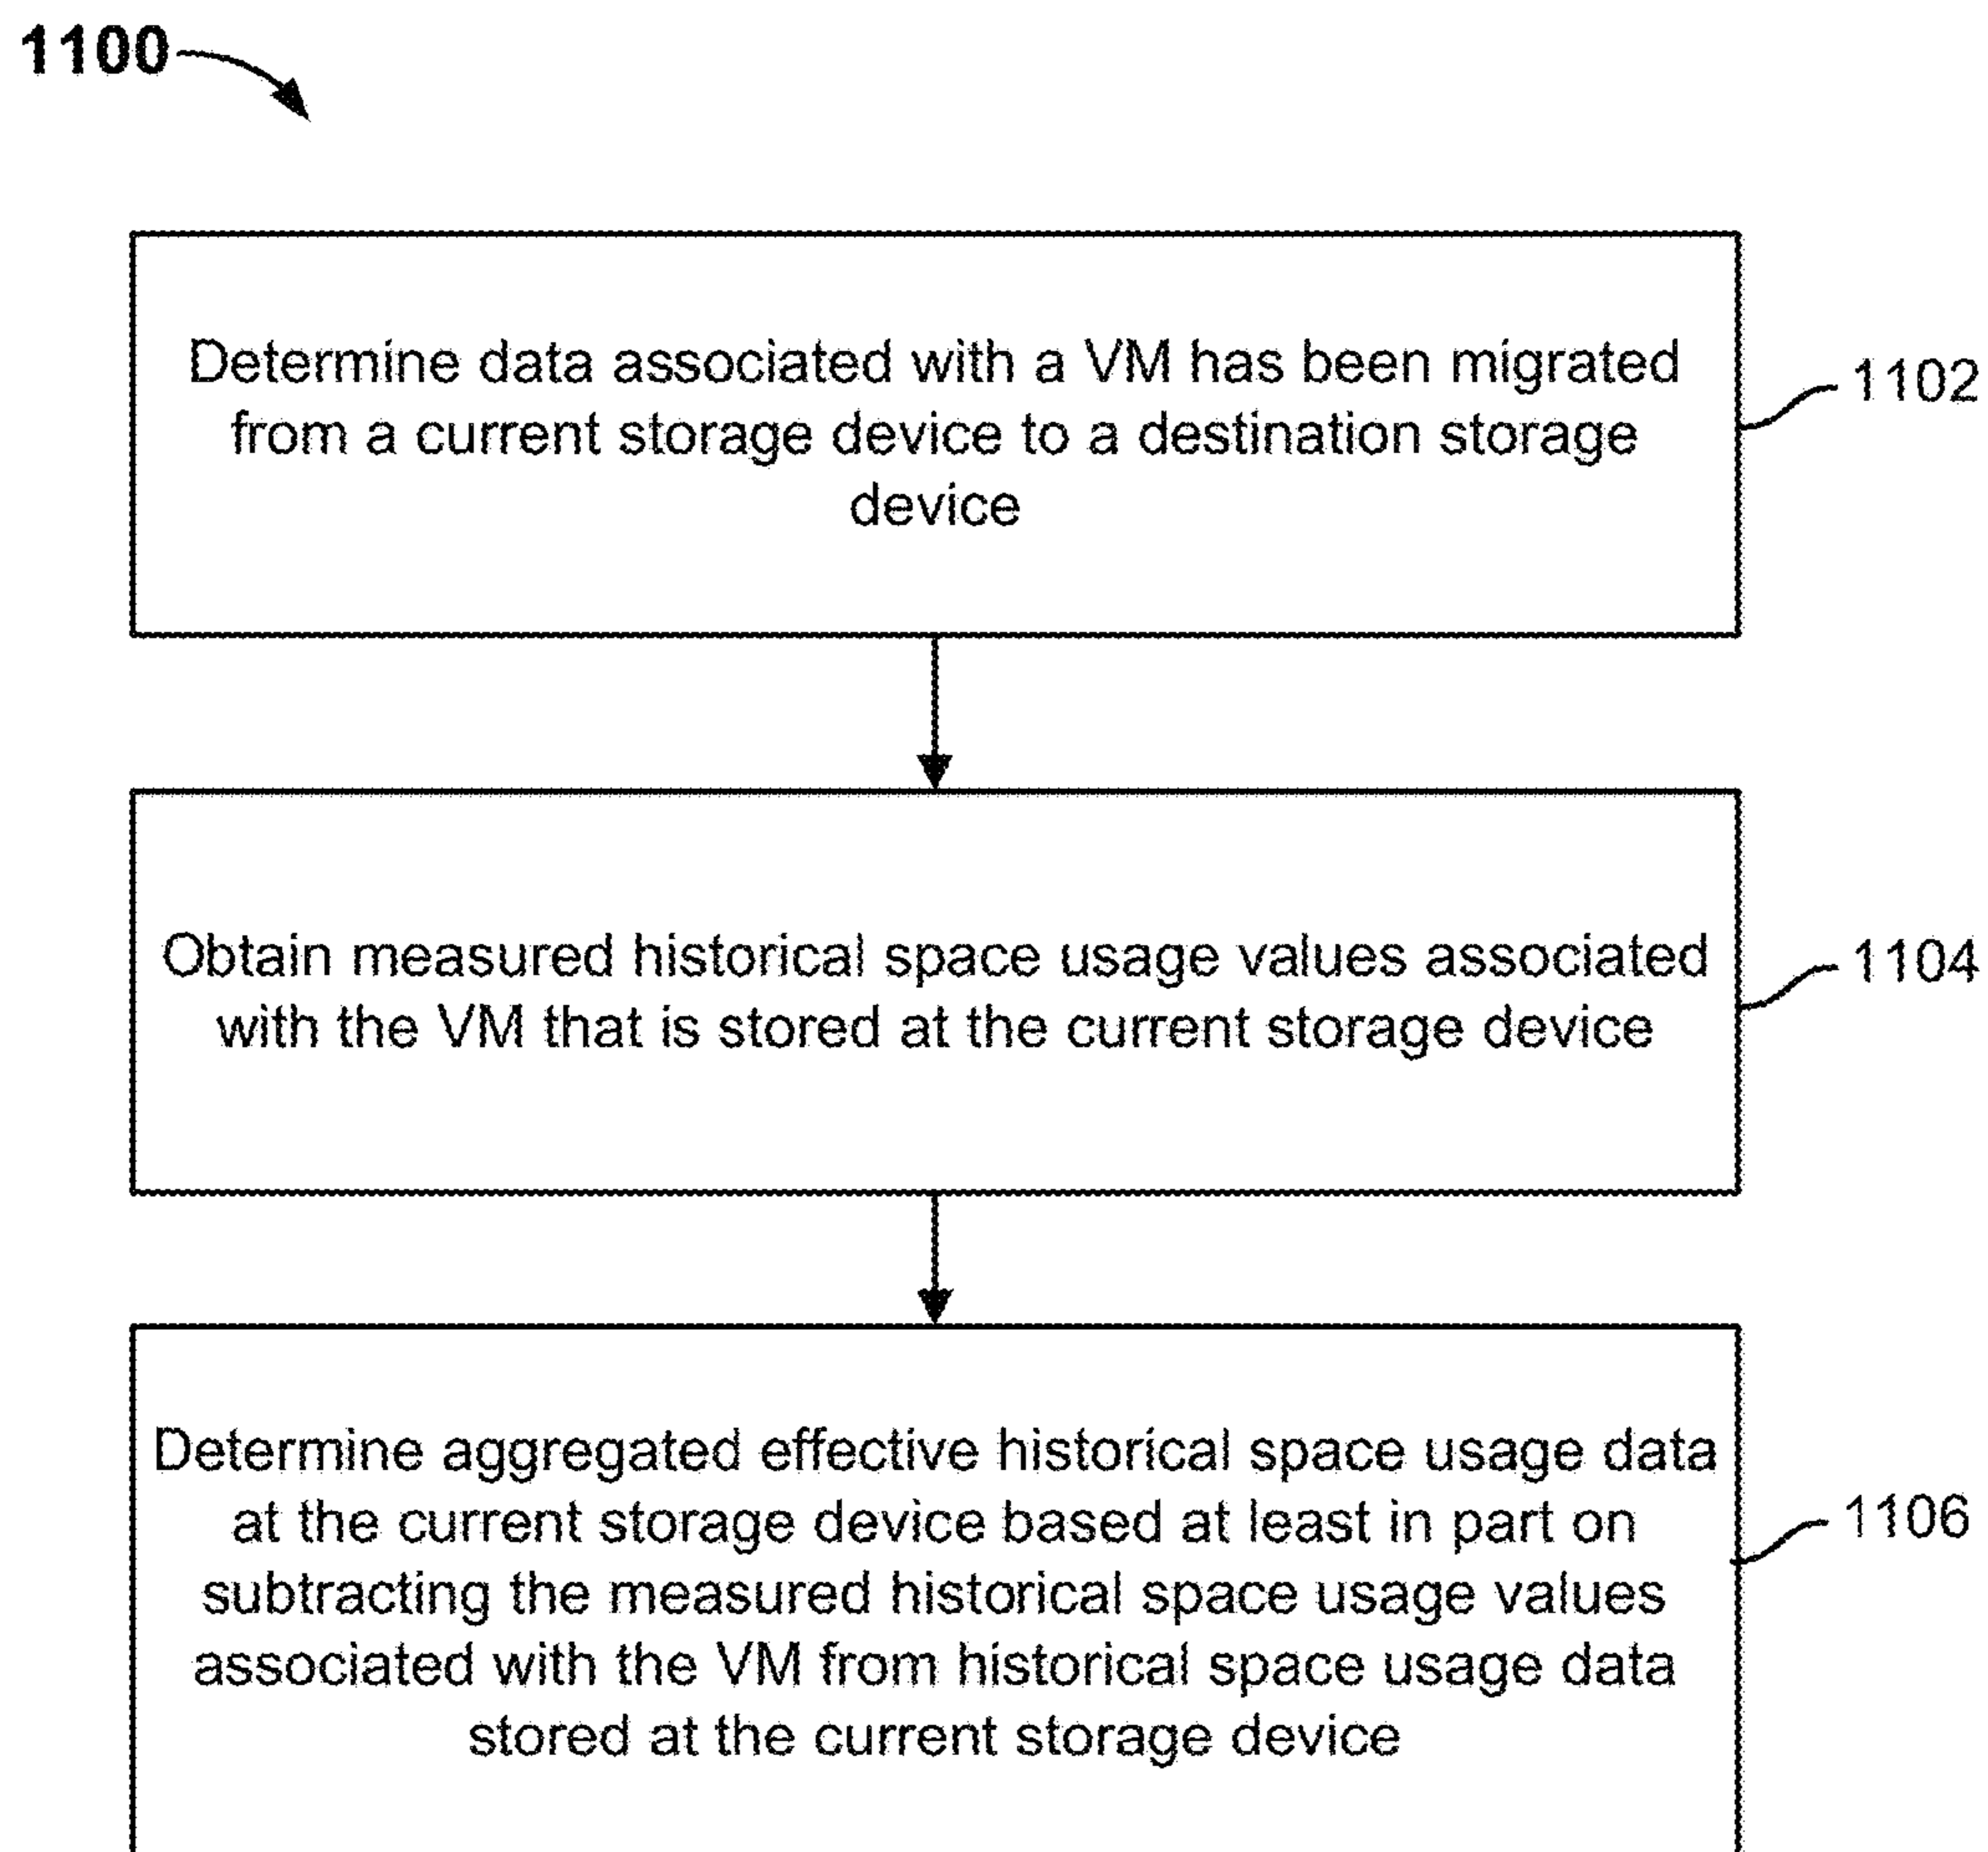 1100
Determine data associated with a VM has been migrated
from a current storage device to a destination storage
device
1102
Obtain measured historical space usage values associated
with the VM that is stored at the current storage device
1104
Determine aggregated effective historical space usage data
at the current storage device based at least in part on
subtracting the measured historical space usage values
associated with the VM from historical space usage data
stored at the current storage device
1106